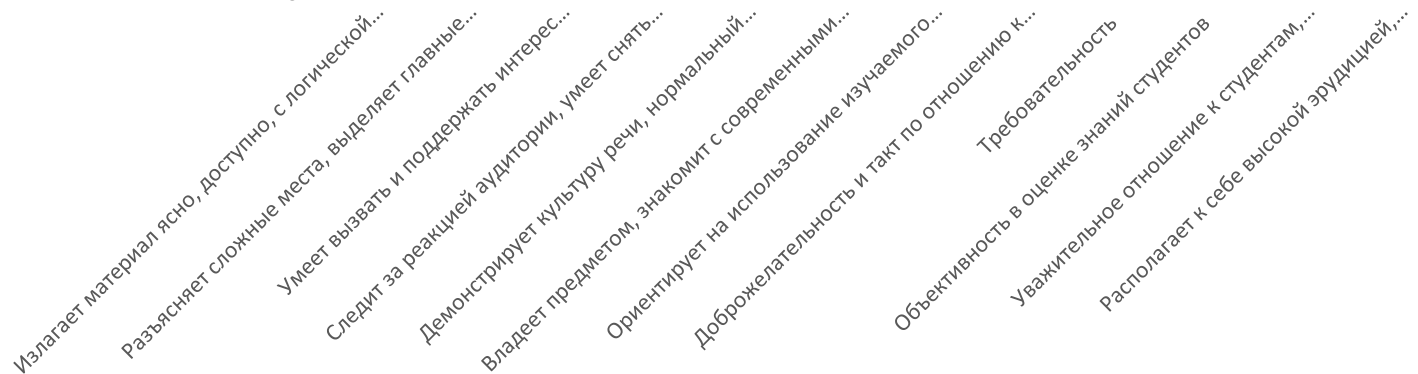 Излагает материал ясно, доступно, с логической...
Разъясняет сложные места, выделяет главные...
Умеет вызвать и поддержать интерес...
Следит за реакцией аудитории, умеет снять...
Демонстрирует культуру речи, нормальный...
Владеет предметом, знакомит с современными...
Ориентирует на использование изучаемого...
Доброжелательность и такт по отношению к...
Требовательность
Объективность в оценке знаний студентов
Уважительное отношение к студентам,...
Располагает к себе высокой эрудицией,...